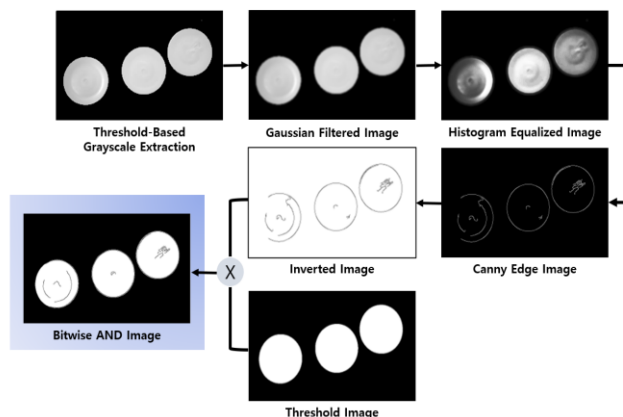 Threshold-Based
Grayscale Extraction
Gaussian Filtered Image
Histogram Equalized Image
Inverted Image
Canny Edge Image
X
Bitwise AND Image
Threshold Image